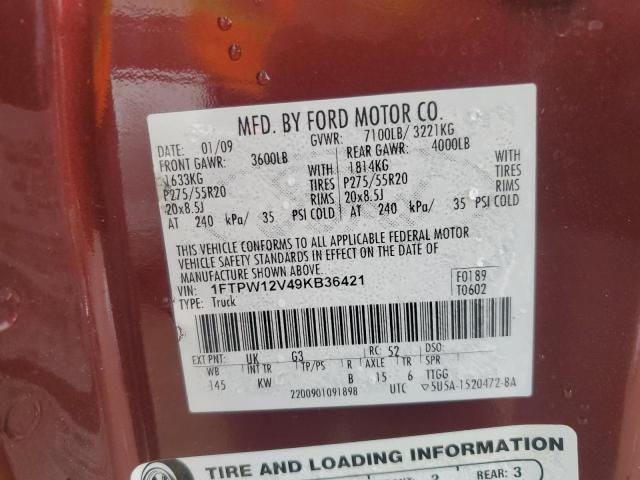 MFD. BY FORD MOTOR CO.
DATE: 01/09 GVWR: 7100LB/ 3221KG
FRONT GAWR: 3600LB REAR GAWR: 4000LB
1633KG WITH 1814KG WITH
P275/55R20 TIRES P275/55R20 TIRES
20x8.5J RIMS 20x8.5J RIMS
AT 240 kPa/ 35 PSI COLD AT 240 kPa/ 35 PSI COLD
THIS VEHICLE CONFORMS TO ALL APPLICABLE FEDERAL MOTOR
VEHICLE SAFETY STANDARDS IN EFFECT ON THE DATE OF
MANUFACTURE SHOWN ABOVE.
VIN: 1FTPW12V49KB36421 F0189
TYPE: Truck T0602
EXT PNT: UK G3 RC: 52 DSO:
WB INT TR TP/PS R AXLE TR SPR
145 KW B 15 6 TTGG
2200901091898 UTC ▽5U5A-1520472-BA
TIRE AND LOADING INFORMATION
2 REAR: 3